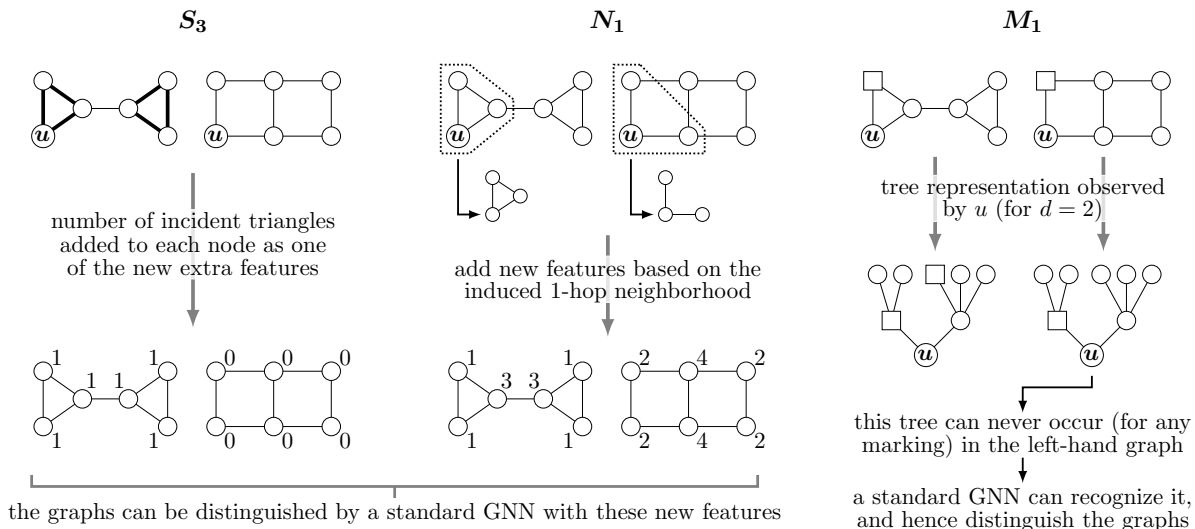 S3
N1
M1
u
u
u
u
u
u
number of incident triangles
added to each node as one
of the new extra features
add new features based on the
induced 1-hop neighborhood
tree representation observed
by u (for d = 2)
1 1 1 1 0 0 0
1 1 0 0 0
1 3 3 1 2 4 2
1 1 2 4 2
u
u
this tree can never occur (for any
marking) in the left-hand graph
the graphs can be distinguished by a standard GNN with these new features
a standard GNN can recognize it,
and hence distinguish the graphs